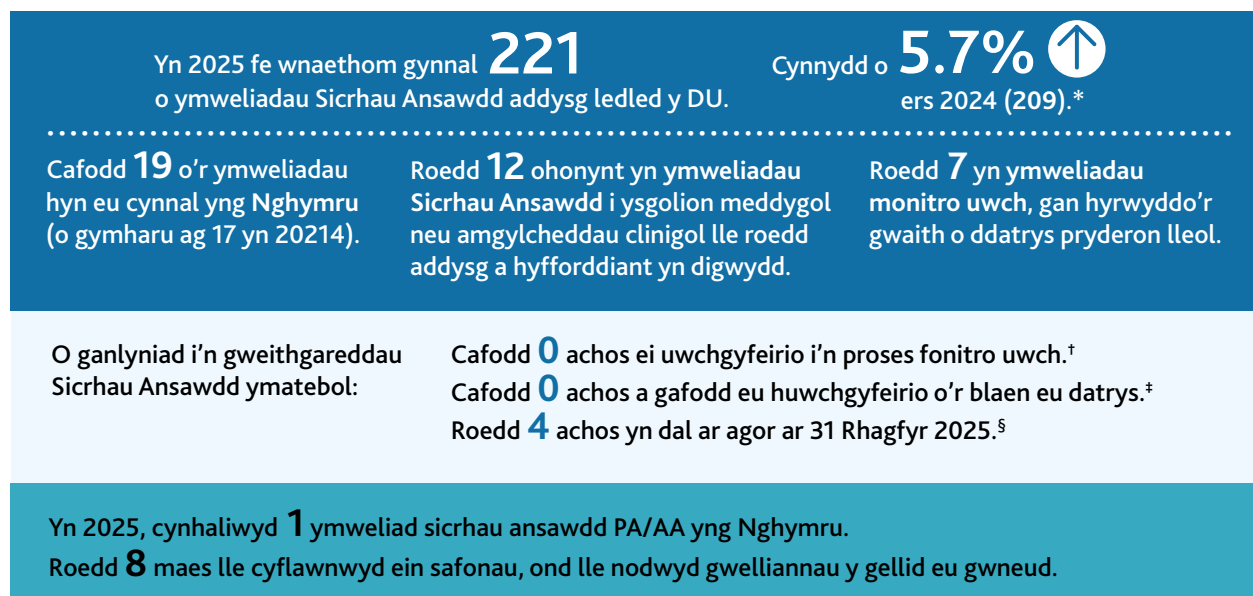 Yn 2025 fe wnaethom gynnal 221
o ymweliadau Sicrhau Ansawdd addysg ledled y DU.
Cynnydd o 5.7%
ers 2024 (209).*
Cafodd 19 o'r ymweliadau
hyn eu cynnal yng Nghymru
(o gymharu ag 17 yn 20214).
Roedd 12 ohonynt yn ymweliadau
Sicrhau Ansawdd i ysgolion meddygol
neu amgylcheddau clinigol lle roedd
addysg a hyfforddiant yn digwydd.
Roedd 7 yn ymweliadau
monitro uwch, gan hyrwyddo'r
gwaith o ddatrys pryderon lleol.
O ganlyniad i'n gweithgareddau
Sicrhau Ansawdd ymatebol:
Cafodd 0 achos ei uwchgyfeirio i'n proses fonitro uwch.†
Cafodd 0 achos a gafodd eu huwchgyfeirio o'r blaen eu datrys.‡
Roedd 4 achos yn dal ar agor ar 31 Rhagfyr 2025.§
Yn 2025, cynhaliwyd 1 ymweliad sicrhau ansawdd PA/AA yng Nghymru.
Roedd 8 maes lle cyflawnwyd ein safonau, ond lle nodwyd gwelliannau y gellid eu gwneud.